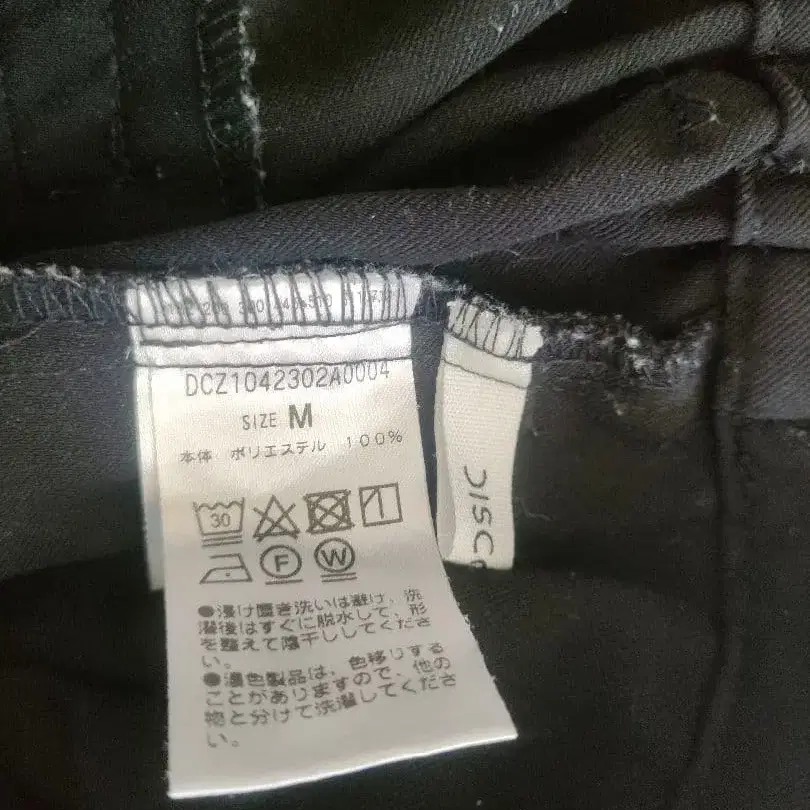 DCZ1042302A0004
SIZE M
本体 ポリエステル 100%
30
F W
●浸け置き洗いは避け、洗
濯後はすぐに脱水して、形
を整えて陰干ししてくださ
い。
●濃色製品は、色移りする
ことがありますので、他の
物と分けて洗濯してくださ
い。
DISCO